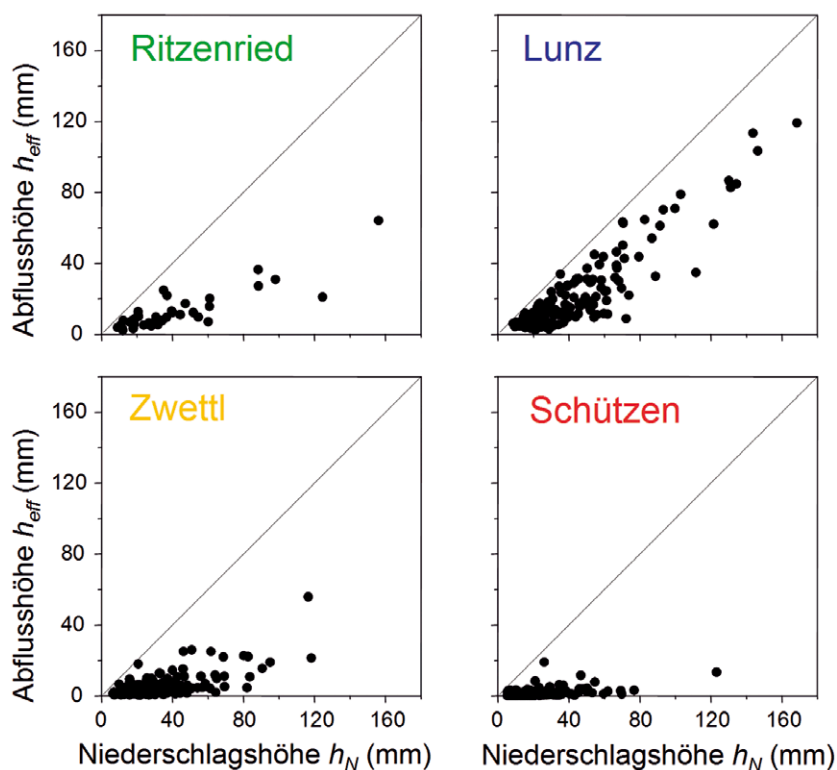 Ritzenried
Lunz
Abflusshöhe h_eff (mm)
160
120
80
40
0
Zwettl
Schützen
Abflusshöhe h_eff (mm)
160
120
80
40
0
0 40 80 120 160
0 40 80 120 160
Niederschlagshöhe h_N (mm)
Niederschlagshöhe h_N (mm)